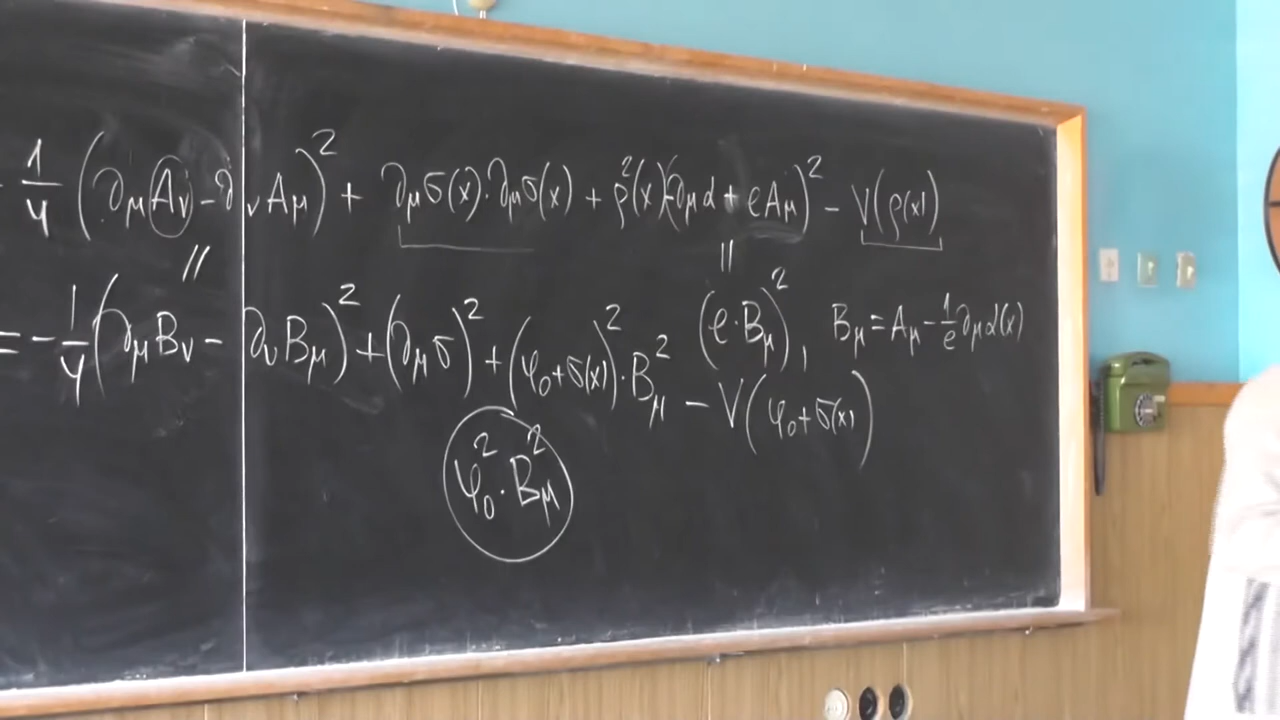 - 1/4 (∂μAν - ∂νAμ)² + ∂μσ(x)·∂μσ(x) + ρ²(x)(-∂μα + eAμ)² - V(ρ(x))
= -1/4 (∂μBν - ∂νBμ)² + (∂μσ)² + (φ₀+σ(x))²·Bμ² - V(φ₀+σ(x))
(e·Bμ)², Bμ = Aμ - 1/e ∂μα(x)
φ₀²·Bμ²